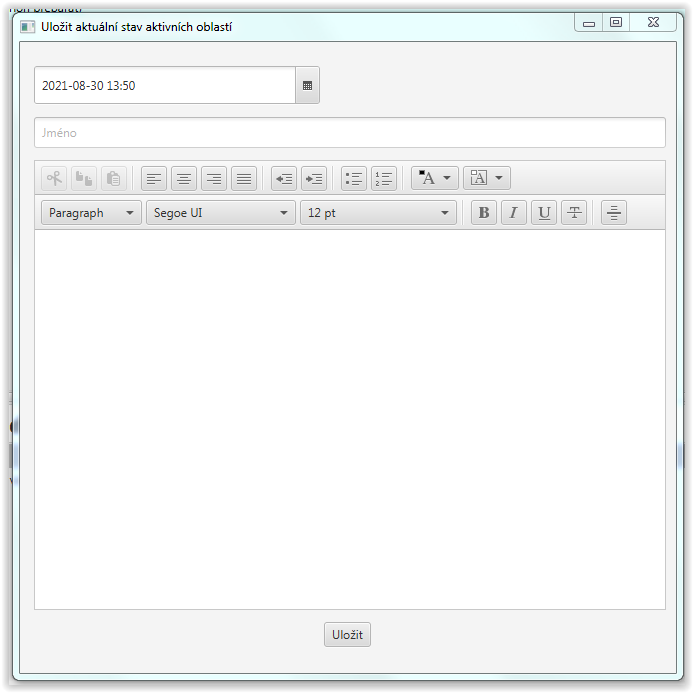 Uložit aktuální stav aktivních oblastí
2021-08-30 13:50
Jméno
A A
Paragraph Segoe UI 12 pt B I U T
Uložit